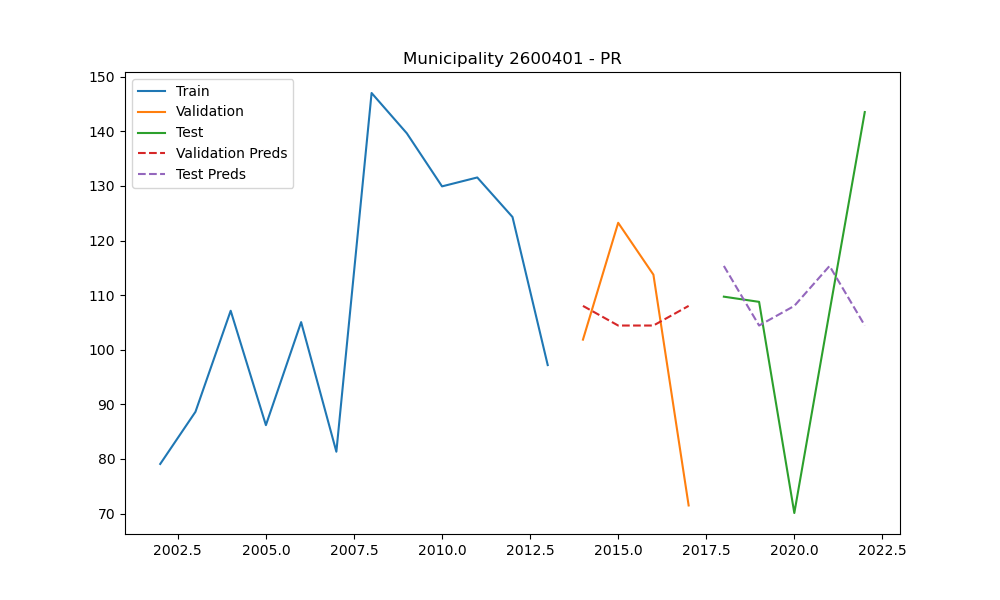 Municipality 2600401 - PR
150
140
130
120
110
100
90
80
70
Train
Validation
Test
Validation Preds
Test Preds
2002.5 2005.0 2007.5 2010.0 2012.5 2015.0 2017.5 2020.0 2022.5